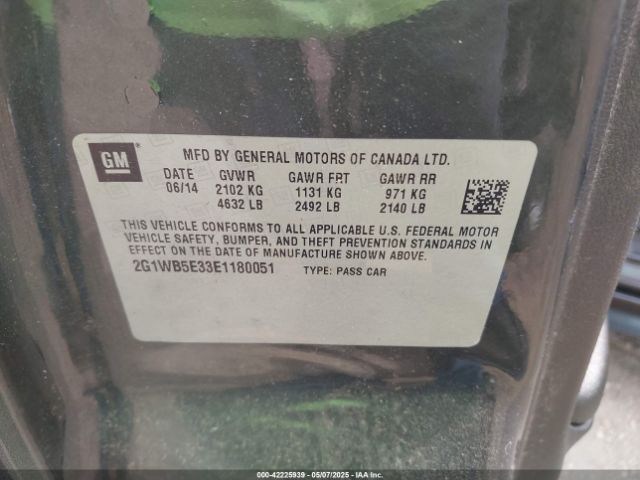 GM
MFD BY GENERAL MOTORS OF CANADA LTD.
DATE GVWR GAWR FRT GAWR RR
06/14 2102 KG 1131 KG 971 KG
4632 LB 2492 LB 2140 LB
THIS VEHICLE CONFORMS TO ALL APPLICABLE U.S. FEDERAL MOTOR
VEHICLE SAFETY, BUMPER, AND THEFT PREVENTION STANDARDS IN
EFFECT ON THE DATE OF MANUFACTURE SHOWN ABOVE.
2G1WB5E33E1180051 TYPE: PASS CAR
000-42225939 - 05/07/2025 - IAAI.COM